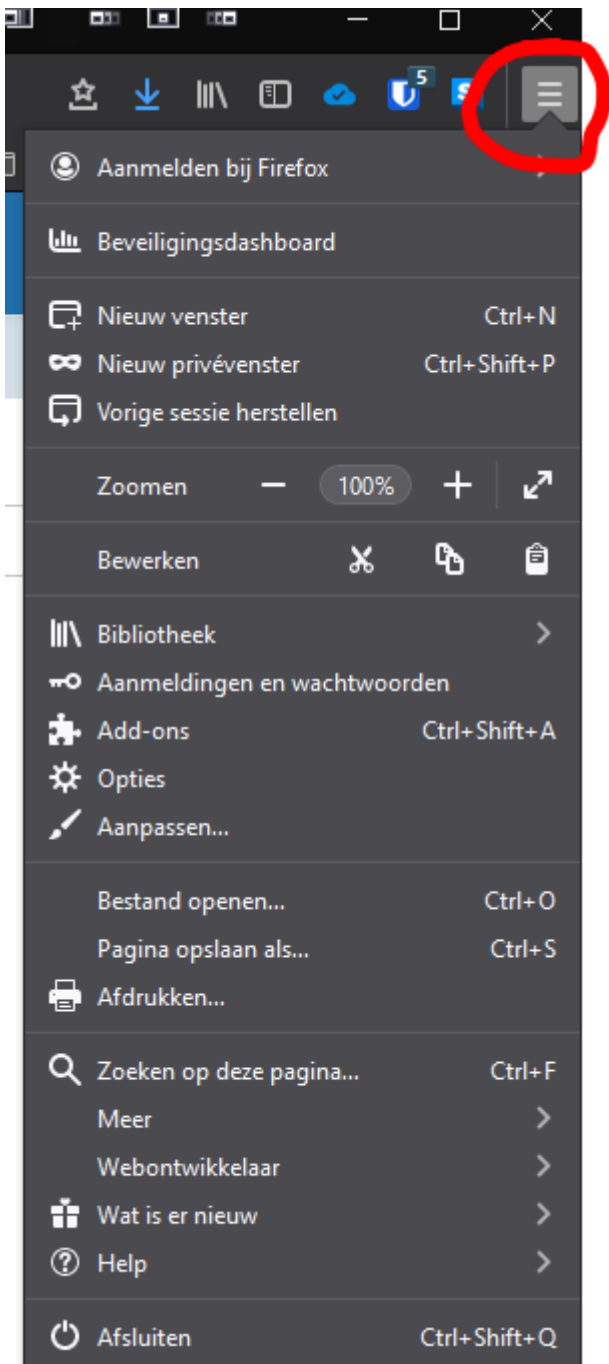 5
S
Aanmelden bij Firefox
Beveiligingsdashboard
Nieuw venster Ctrl+N
Nieuw privévenster Ctrl+Shift+P
Vorige sessie herstellen
Zoomen 100%
Bewerken
Bibliotheek
Aanmeldingen en wachtwoorden
Add-ons Ctrl+Shift+A
Opties
Aanpassen...
Bestand openen... Ctrl+O
Pagina opslaan als... Ctrl+S
Afdrukken...
Zoeken op deze pagina... Ctrl+F
Meer
Webontwikkelaar
Wat is er nieuw
Help
Afsluiten Ctrl+Shift+Q